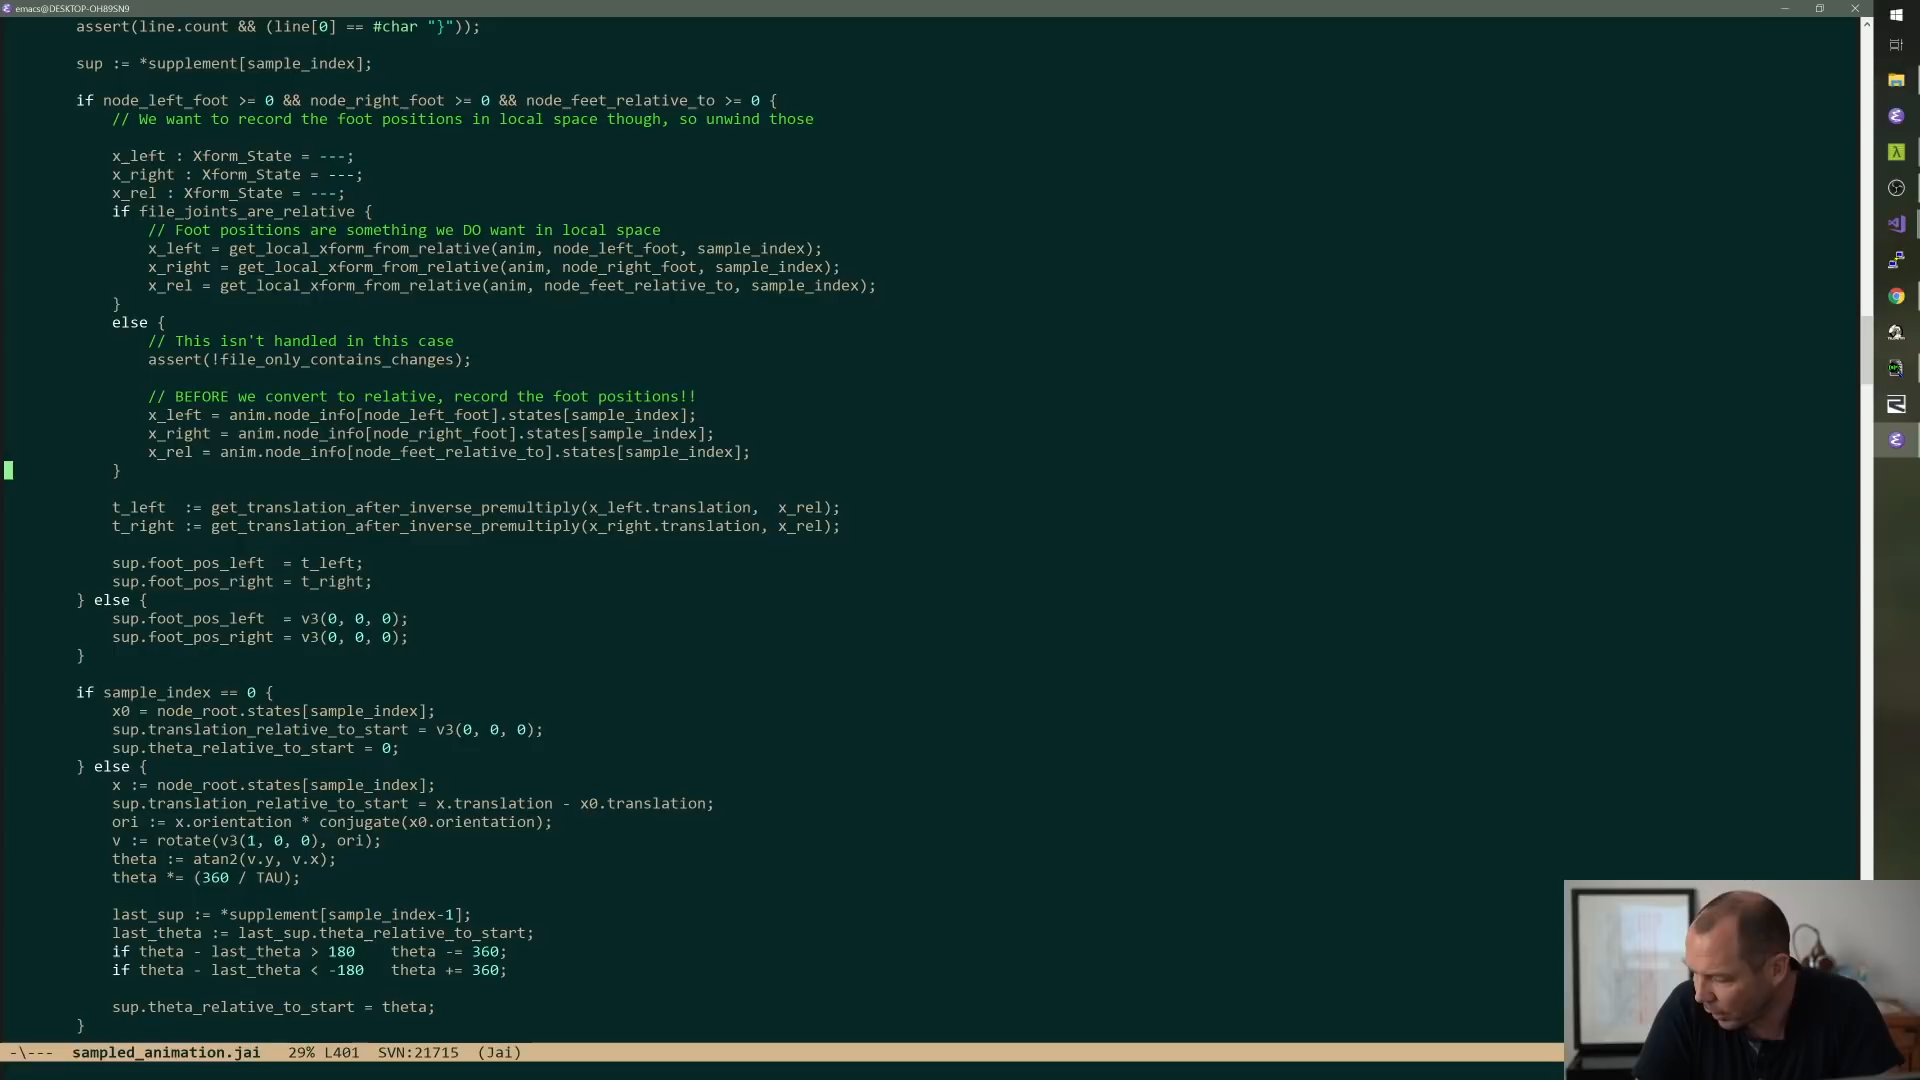 emacs@DESKTOP-OH89SN9
assert(line.count && (line[0] == #char "}"));
sup := *supplement[sample_index];
if node_left_foot >= 0 && node_right_foot >= 0 && node_feet_relative_to >= 0 {
// We want to record the foot positions in local space though, so unwind those
x_left : Xform_State = ---;
x_right : Xform_State = ---;
x_rel : Xform_State = ---;
if file_joints_are_relative {
// Foot positions are something we DO want in local space
x_left = get_local_xform_from_relative(anim, node_left_foot, sample_index);
x_right = get_local_xform_from_relative(anim, node_right_foot, sample_index);
x_rel = get_local_xform_from_relative(anim, node_feet_relative_to, sample_index);
}
else {
// This isn't handled in this case
assert(!file_only_contains_changes);
// BEFORE we convert to relative, record the foot positions!!
x_left = anim.node_info[node_left_foot].states[sample_index];
x_right = anim.node_info[node_right_foot].states[sample_index];
x_rel = anim.node_info[node_feet_relative_to].states[sample_index];
}
t_left  := get_translation_after_inverse_premultiply(x_left.translation,  x_rel);
t_right := get_translation_after_inverse_premultiply(x_right.translation, x_rel);
sup.foot_pos_left  = t_left;
sup.foot_pos_right = t_right;
} else {
sup.foot_pos_left  = v3(0, 0, 0);
sup.foot_pos_right = v3(0, 0, 0);
}
if sample_index == 0 {
x0 = node_root.states[sample_index];
sup.translation_relative_to_start = v3(0, 0, 0);
sup.theta_relative_to_start = 0;
} else {
x := node_root.states[sample_index];
sup.translation_relative_to_start = x.translation - x0.translation;
ori := x.orientation * conjugate(x0.orientation);
v := rotate(v3(1, 0, 0), ori);
theta := atan2(v.y, v.x);
theta *= (360 / TAU);
last_sup := *supplement[sample_index-1];
last_theta := last_sup.theta_relative_to_start;
if theta - last_theta > 180    theta -= 360;
if theta - last_theta < -180   theta += 360;
sup.theta_relative_to_start = theta;
}
-\---  sampled_animation.jai   29% L401  SVN:21715  (Jai)